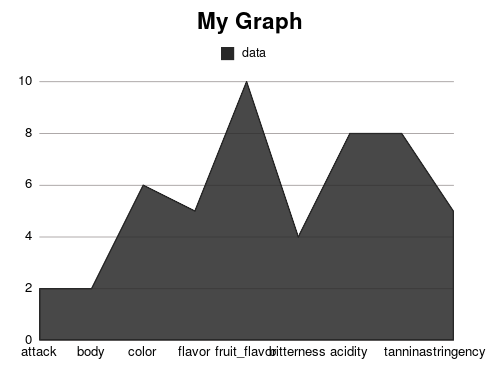 My Graph
data
10
8
6
4
2
0
attack body color flavor fruit_flavor bitterness acidity tannin astringency